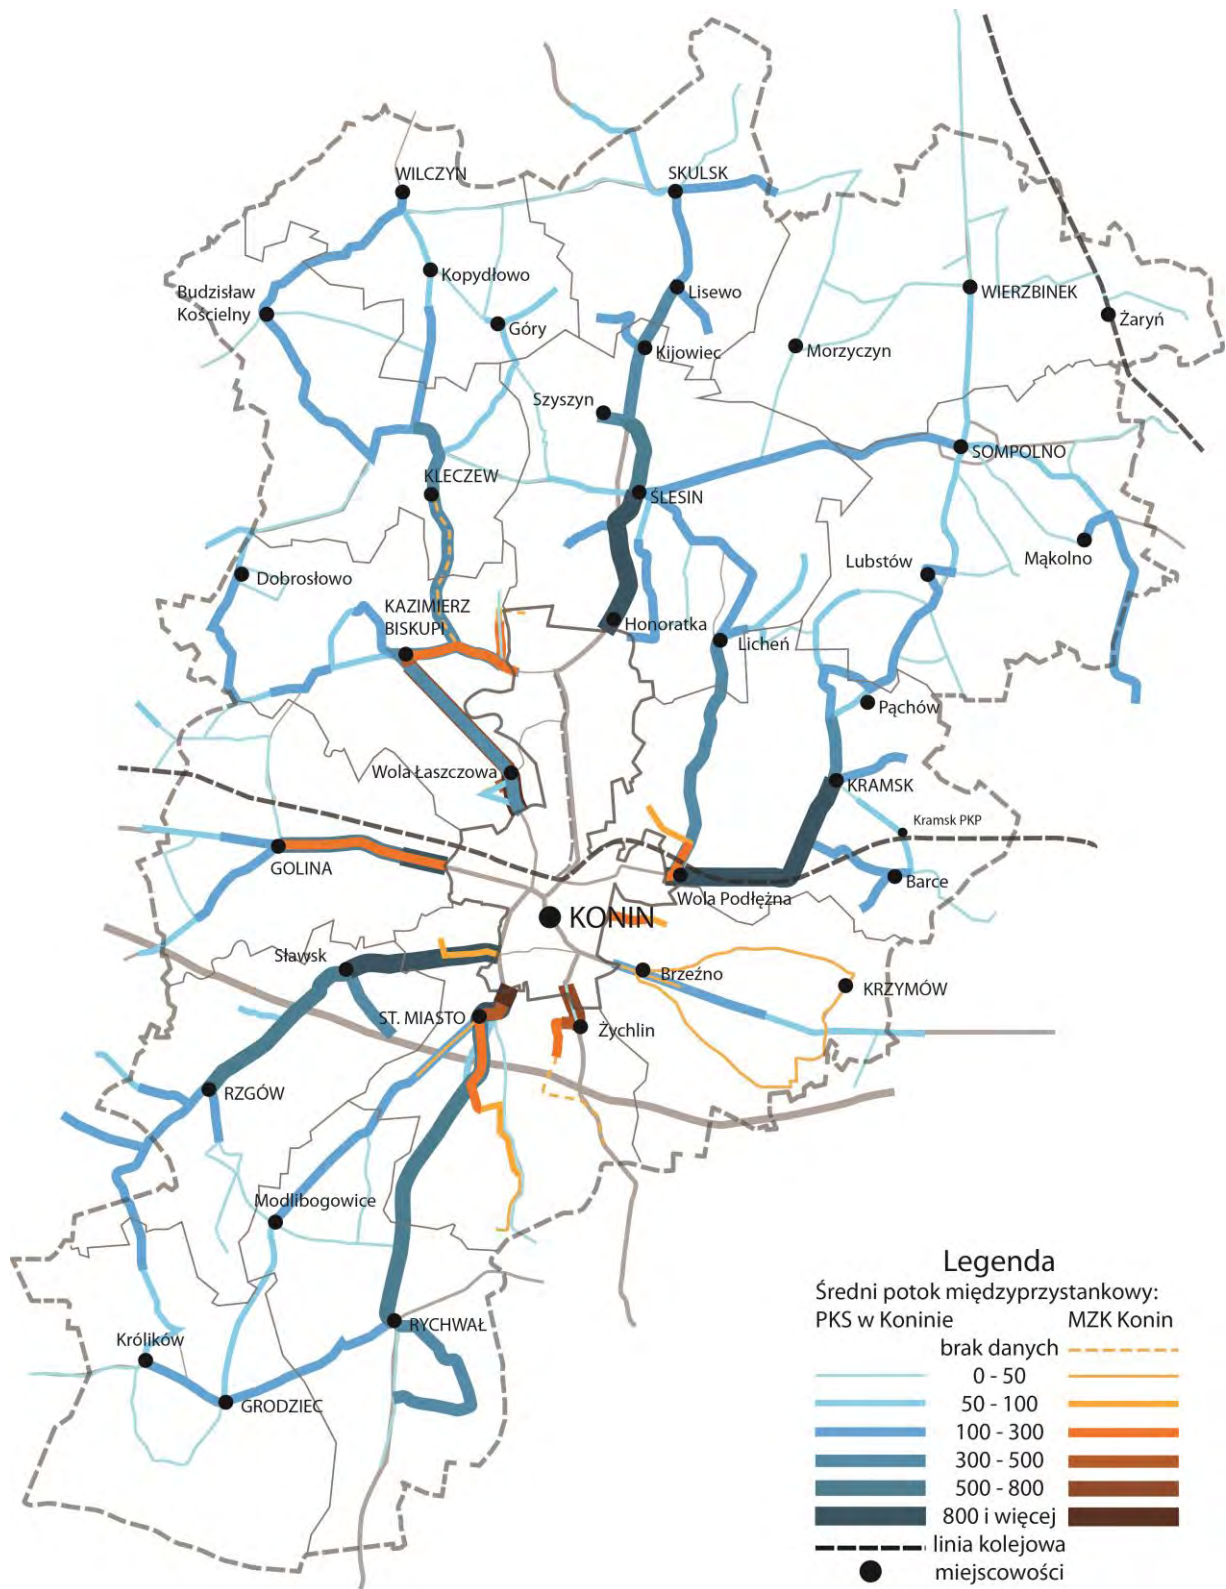 WILCZYN
SKULSK
Kopydłowo
Lisewo
WIERZBINEK
Budzisław
Kościelny
Góry
Żaryń
Kijowiec
Morzyczyn
Szyszyn
SOMPOLNO
KLECZEW
ŚLESIN
Mąkolno
Lubstów
Dobrosłowo
KAZIMIERZ
BISKUPI
Honoratka
Licheń
Pąchów
Wola Łaszczowa
KRAMSK
Kramsk PKP
GOLINA
Barce
Wola Podłężna
KONIN
Sławsk
Brzeźno
KRZYMÓW
ST. MIASTO
Żychlin
RZGÓW
Modlibogowice
RYCHWAŁ
Królików
GRODZIEC
Legenda
Średni potok międzyprzystankowy:
PKS w Koninie MZK Konin
brak danych
0 - 50
50 - 100
100 - 300
300 - 500
500 - 800
800 i więcej
linia kolejowa
miejscowości